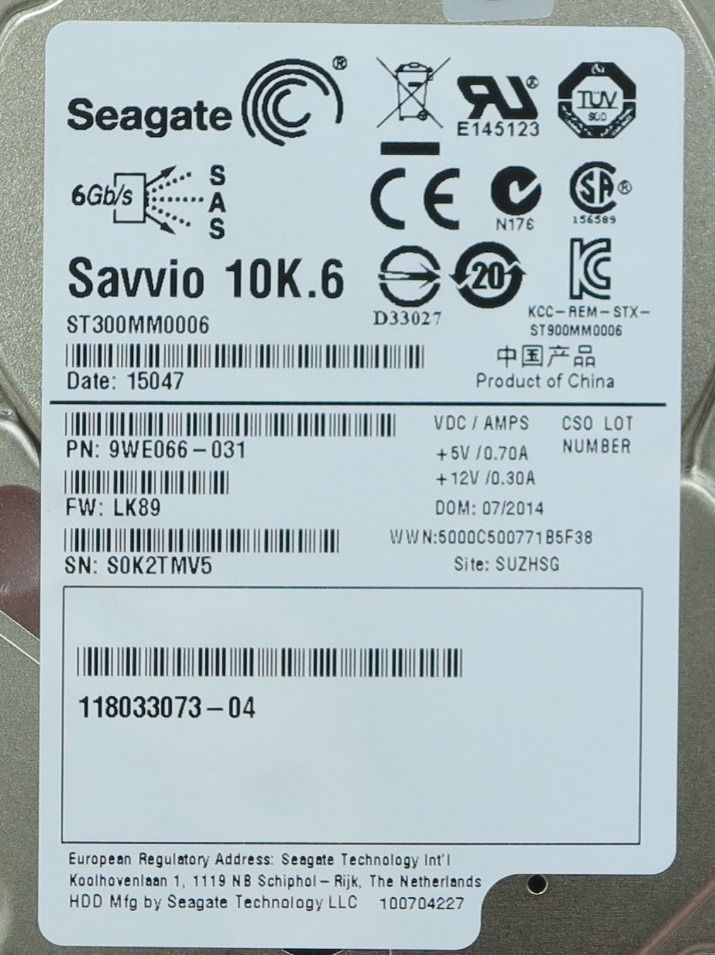 Seagate ®
E145123
TÜV
SÜD
6Gb/s SAS
N176
SA ®
156589
Savvio 10K.6
D33027
20
KCC-REM-STX-
ST900MM0006
ST300MM0006
中国产品
Date: 15047
Product of China
PN: 9WE066-031
VDC / AMPS
+5V /0.70A
+12V /0.30A
CSO LOT
NUMBER
FW: LK89
DOM: 07/2014
WWN:5000C500771B5F38
SN: S0K2TMV5
Site: SUZHSG
118033073-04
European Regulatory Address: Seagate Technology Int'l
Koolhovenlaan 1, 1119 NB Schiphol-Rijk, The Netherlands
HDD Mfg by Seagate Technology LLC 100704227